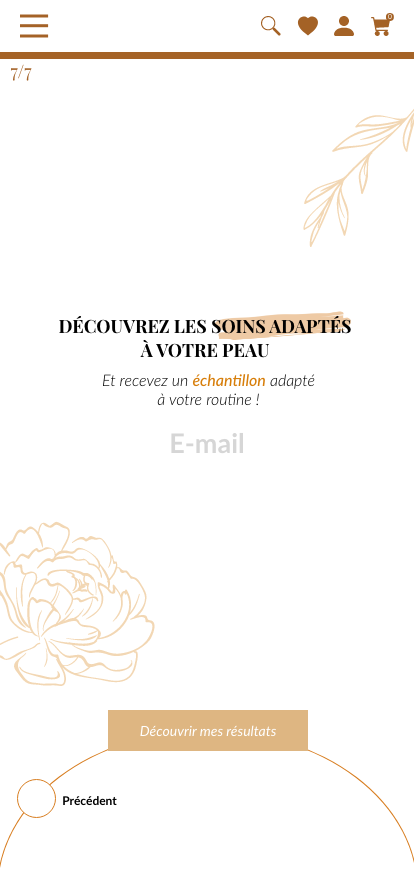 0
7/7
DÉCOUVREZ LES SOINS ADAPTÉS
À VOTRE PEAU
Et recevez un échantillon adapté
à votre routine !
E-mail
Découvrir mes résultats
Précédent